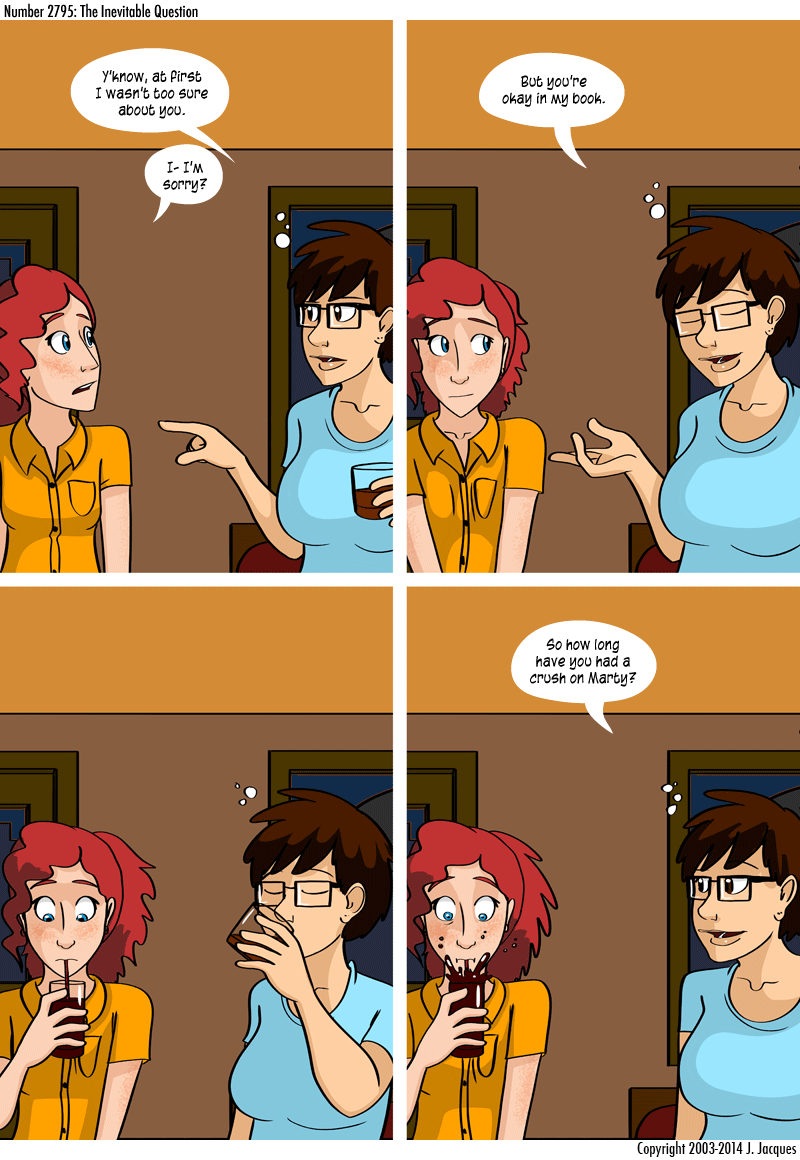 Number 2795: The Inevitable Question
Y'know, at first
I wasn't too sure
about you.
I- I'm
sorry?
But you're
okay in my book.
So how long
have you had a
crush on Marty?
Copyright 2003-2014 J. Jacques